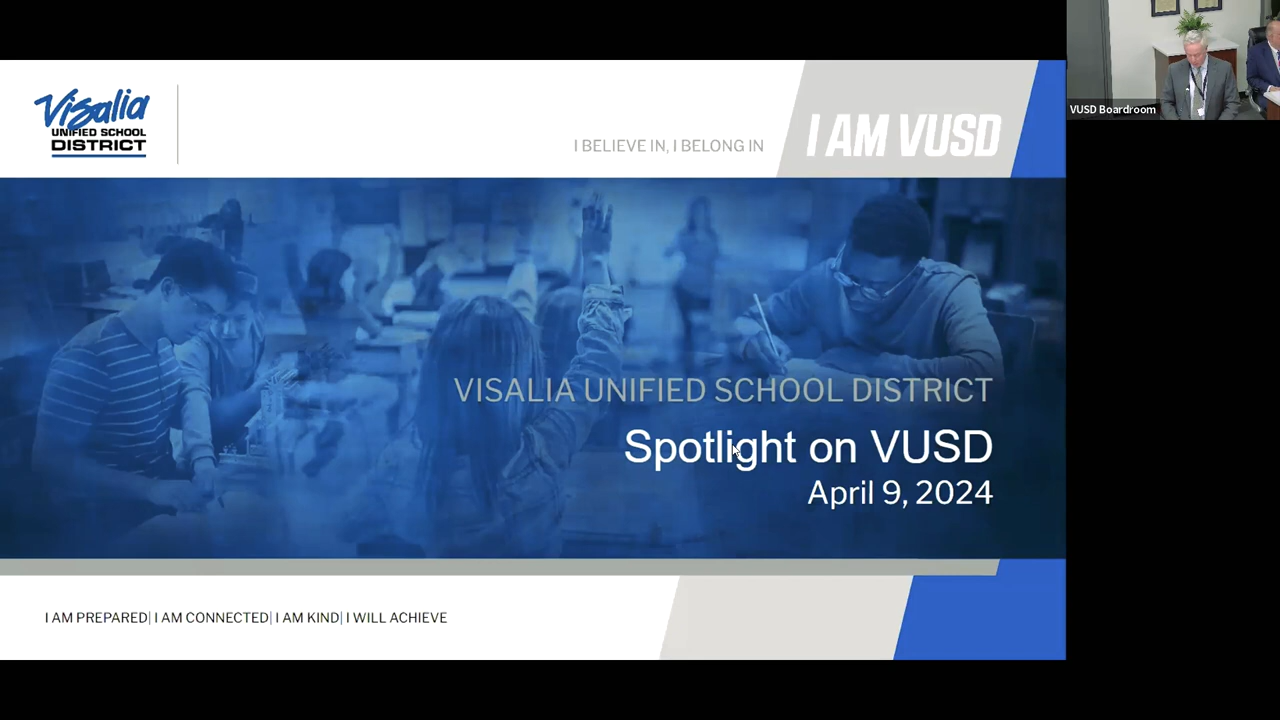 Visalia
UNIFIED SCHOOL
DISTRICT
I BELIEVE IN, I BELONG IN
I AM VUSD
VUSD Boardroom
VISALIA UNIFIED SCHOOL DISTRICT
Spotlight on VUSD
April 9, 2024
I AM PREPARED| I AM CONNECTED| I AM KIND| I WILL ACHIEVE